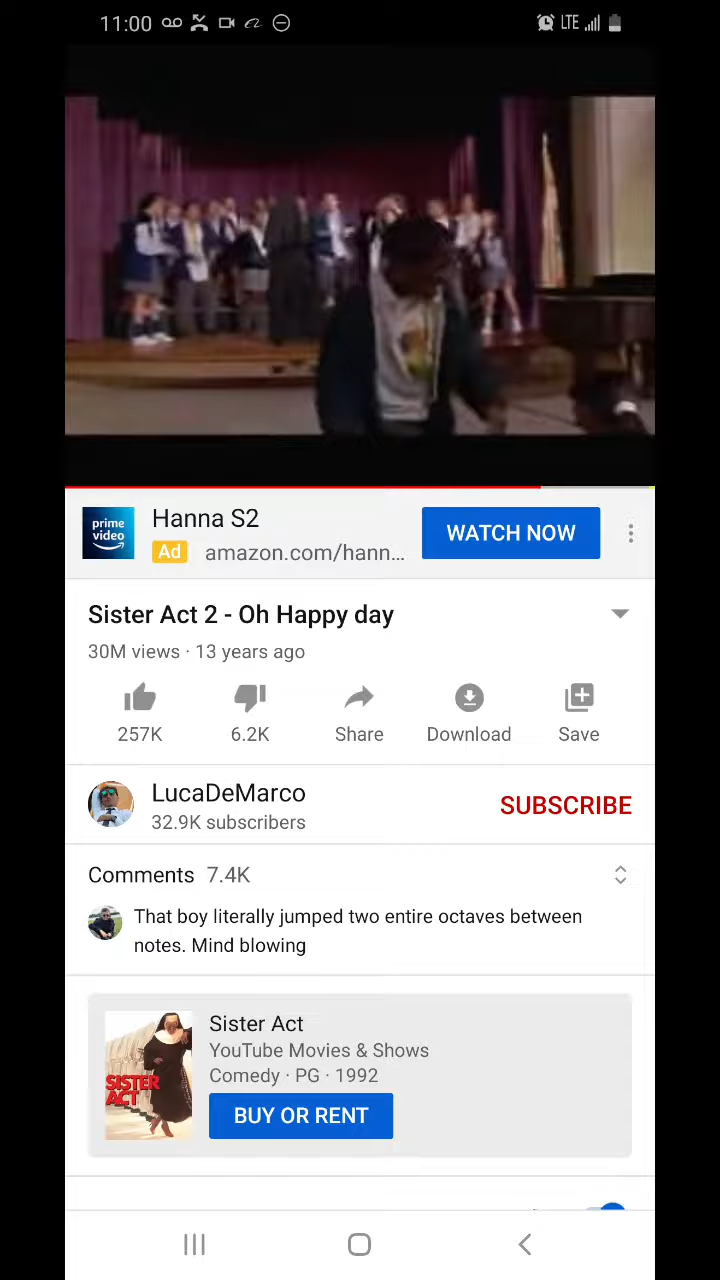 11:00
LTE
prime
video
Hanna S2
Ad amazon.com/hann...
WATCH NOW
Sister Act 2 - Oh Happy day
30M views · 13 years ago
257K
6.2K
Share
Download
Save
LucaDeMarco
32.9K subscribers
SUBSCRIBE
Comments 7.4K
That boy literally jumped two entire octaves between
notes. Mind blowing
SISTER
ACT
Sister Act
YouTube Movies & Shows
Comedy · PG · 1992
BUY OR RENT